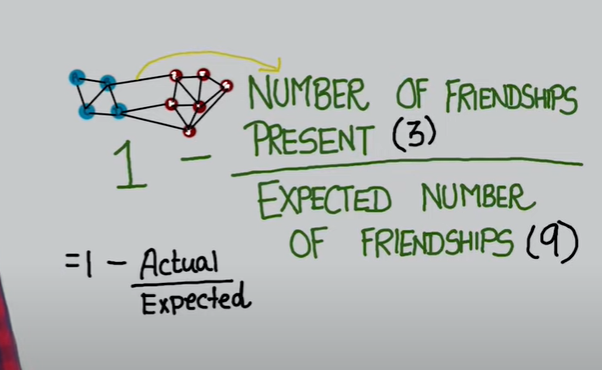 NUMBER OF FRIENDSHIPS
PRESENT (3)
1 -
EXPECTED NUMBER
OF FRIENDSHIPS (9)
=1 - Actual
Expected